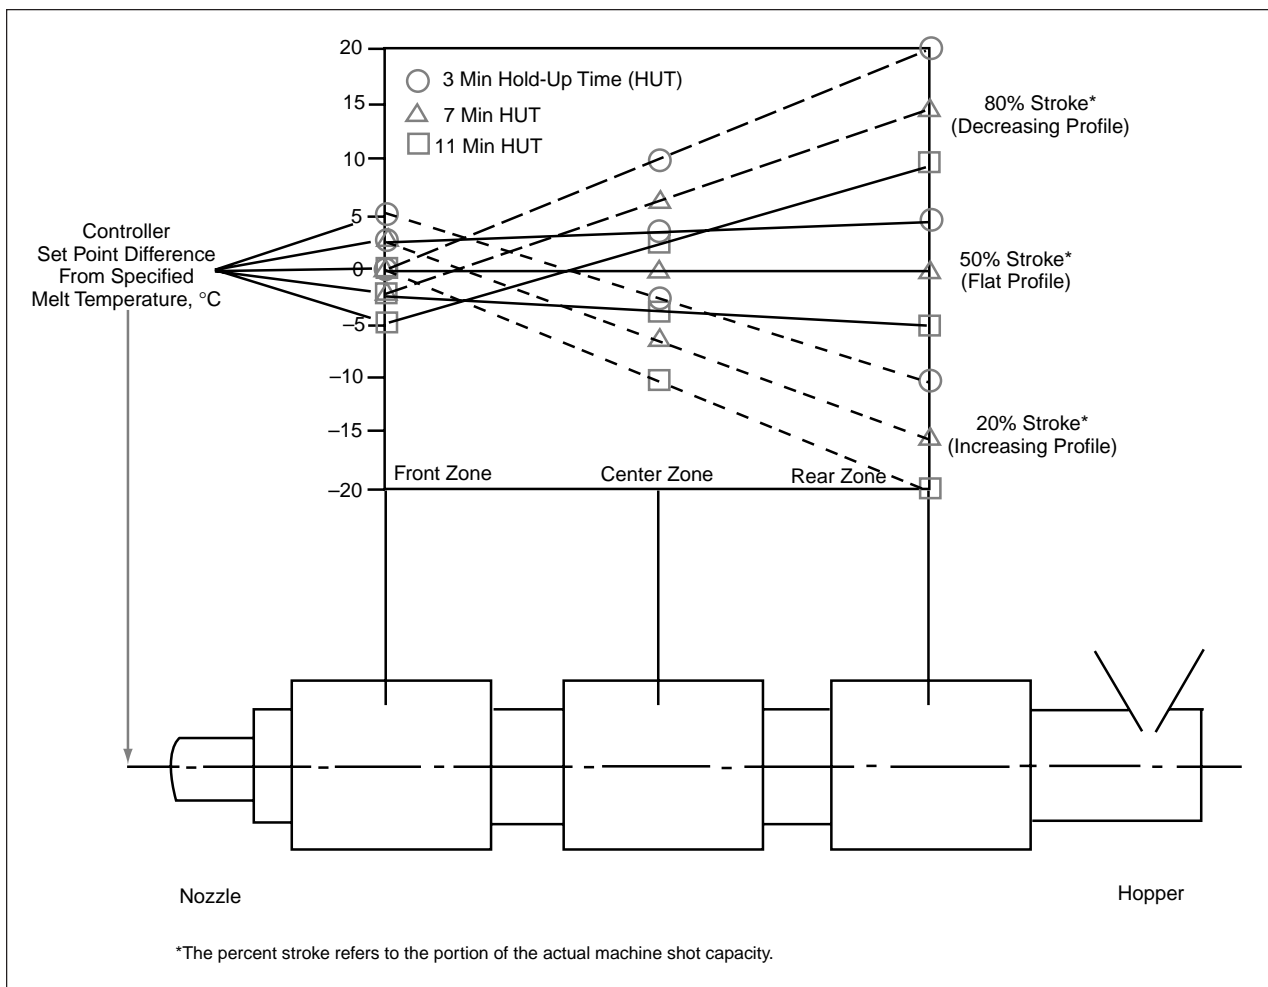 20
15
10
5
0
–5
–10
–15
–20
3 Min Hold-Up Time (HUT)
7 Min HUT
11 Min HUT
80% Stroke*
(Decreasing Profile)
Controller
Set Point Difference
From Specified
Melt Temperature, °C
50% Stroke*
(Flat Profile)
20% Stroke*
(Increasing Profile)
Front Zone
Center Zone
Rear Zone
Nozzle
Hopper
*The percent stroke refers to the portion of the actual machine shot capacity.